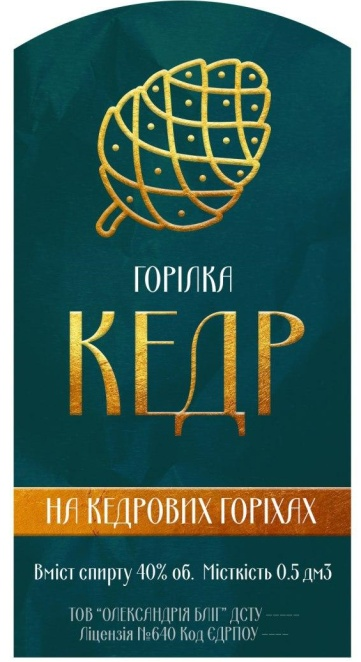 ГОРІЛКА
КЕДР
НА КЕДРОВИХ ГОРІХАХ
Вміст спирту 40% об. Місткість 0.5 дм3
ТОВ “ОЛЕКСАНДРІЯ БЛІГ” ДСТУ -----
Ліцензія №640 Код ЄДРПОУ ----